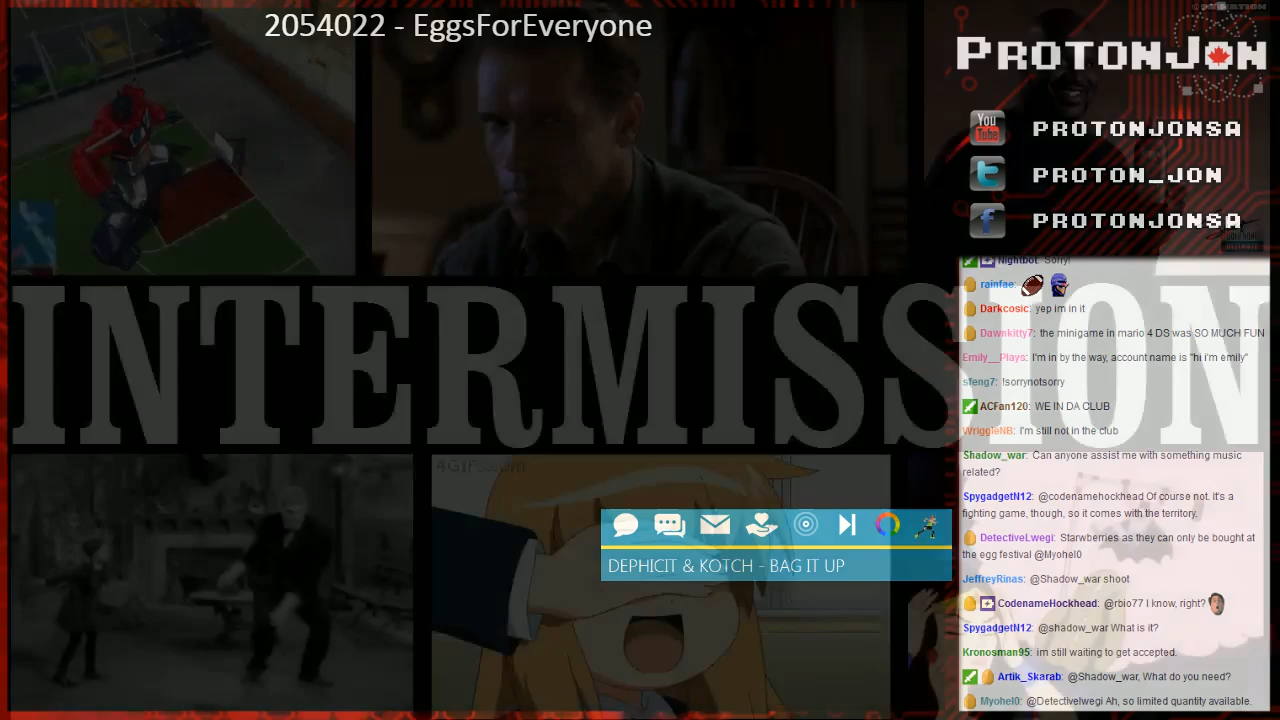 2054022 - EggsForEveryone
PROTONJON
You
Tube
PROTONJONSA
PROTON_JON
PROTONJONSA
INTERMISSION
4GIFs.com
DEPHICIT & KOTCH - BAG IT UP
Nightbot: Sorry!
rainfae:
Darkcosic: yep im in it
Dawnkitty7: the minigame in mario 4 DS was SO MUCH FUN
Emily__Plays: I'm in by the way, account name is "hi i'm emily"
sfeng7: !sorrynotsorry
ACFan120: WE IN DA CLUB
WriggleNB: I'm still not in the club
Shadow_war: Can anyone assist me with something music
related?
SpygadgetN12: @codenamehockhead Of course not. It's a
fighting game, though, so it comes with the territory.
DetectiveLwegi: Starwberries as they can only be bought at
the egg festival @Myohel0
JeffreyRinas: @Shadow_war shoot
CodenameHockhead: @rbio77 I know, right?
SpygadgetN12: @shadow_war What is it?
Kronosman95: im still waiting to get accepted.
Artik_Skarab: @Shadow_war, What do you need?
Myohel0: @Detectivelwegi Ah, so limited quantity available.